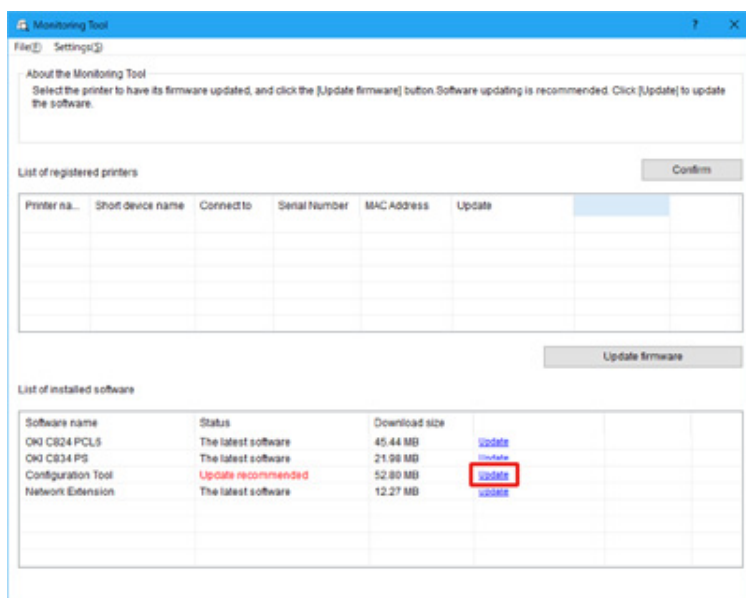 Monitoring Tool
File(F) Settings(S)
About the Monitoring Tool
Select the printer to have its firmware updated, and click the [Update firmware] button.Software updating is recommended. Click [Update] to update
the software.
List of registered printers
Confirm
Printer na... Short device name Connect to Serial Number MAC Address Update
Update firmware
List of installed software
Software name Status Download size
OKI C824 PCL5 The latest software 45.44 MB Update
OKI C834 PS The latest software 21.98 MB Update
Configuration Tool Update recommended 52.80 MB Update
Network Extension The latest software 12.27 MB Update